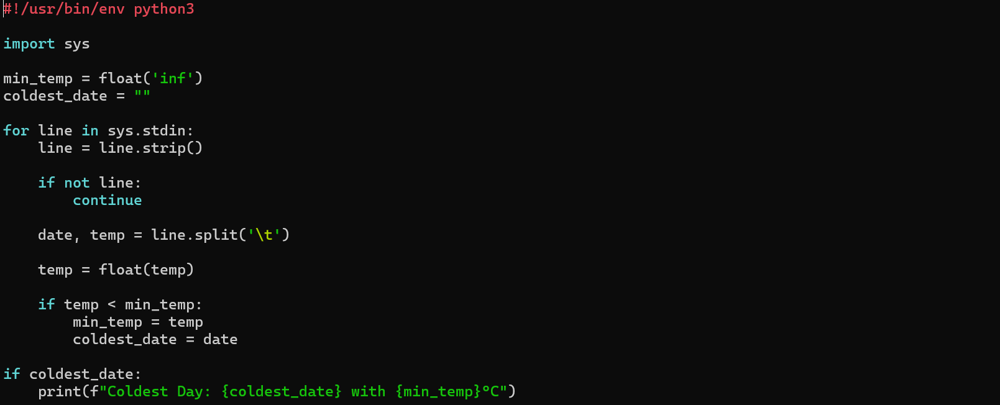 #!/usr/bin/env python3
import sys
min_temp = float('inf')
coldest_date = ""
for line in sys.stdin:
    line = line.strip()
    if not line:
        continue
    date, temp = line.split('\t')
    temp = float(temp)
    if temp < min_temp:
        min_temp = temp
        coldest_date = date
if coldest_date:
    print(f"Coldest Day: {coldest_date} with {min_temp}°C")